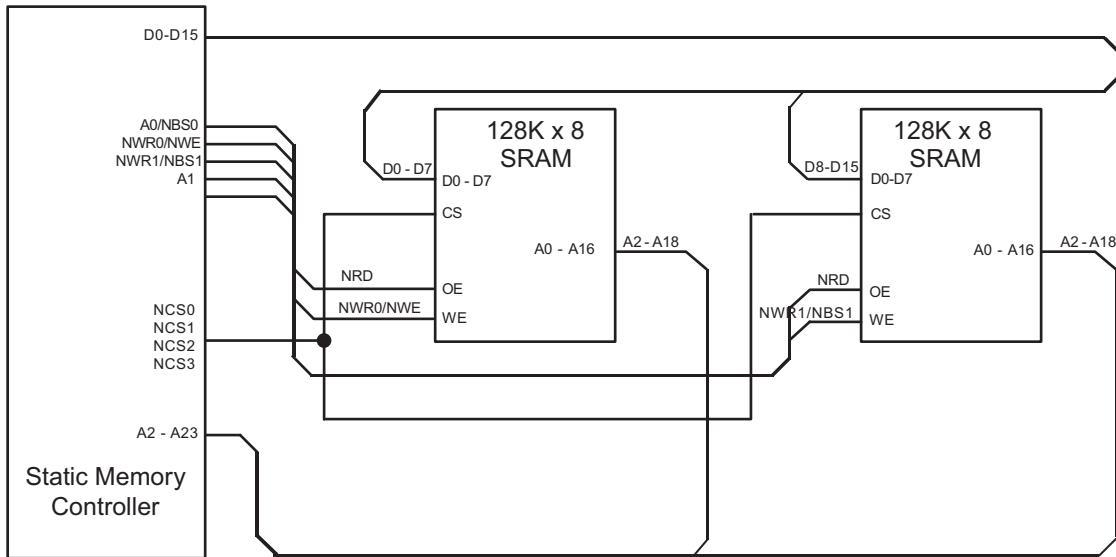 D0-D15
A0/NBS0
NWR0/NWE
NWR1/NBS1
A1
NCS0
NCS1
NCS2
NCS3
A2 - A23
Static Memory
Controller
128K x 8
SRAM
D0 - D7
D0 - D7
CS
A0 - A16
A2 - A18
NRD
OE
NWR0/NWE
WE
128K x 8
SRAM
D8-D15
D0-D7
CS
A0 - A16
A2 - A18
NRD
OE
NWR1/NBS1
WE